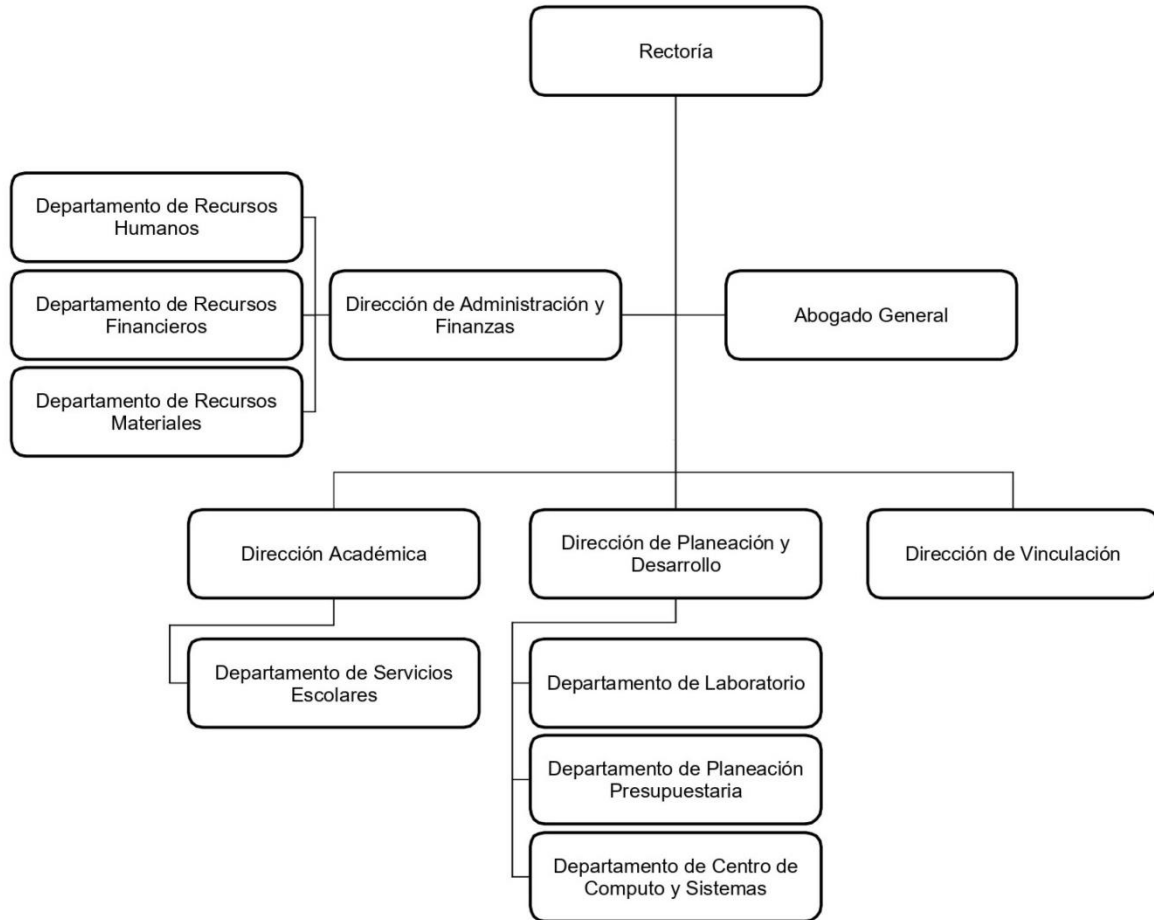 Rectoría
Departamento de Recursos
Humanos
Departamento de Recursos
Financieros
Dirección de Administración y
Finanzas
Abogado General
Departamento de Recursos
Materiales
Dirección Académica
Dirección de Planeación y
Desarrollo
Dirección de Vinculación
Departamento de Servicios
Escolares
Departamento de Laboratorio
Departamento de Planeación
Presupuestaria
Departamento de Centro de
Computo y Sistemas